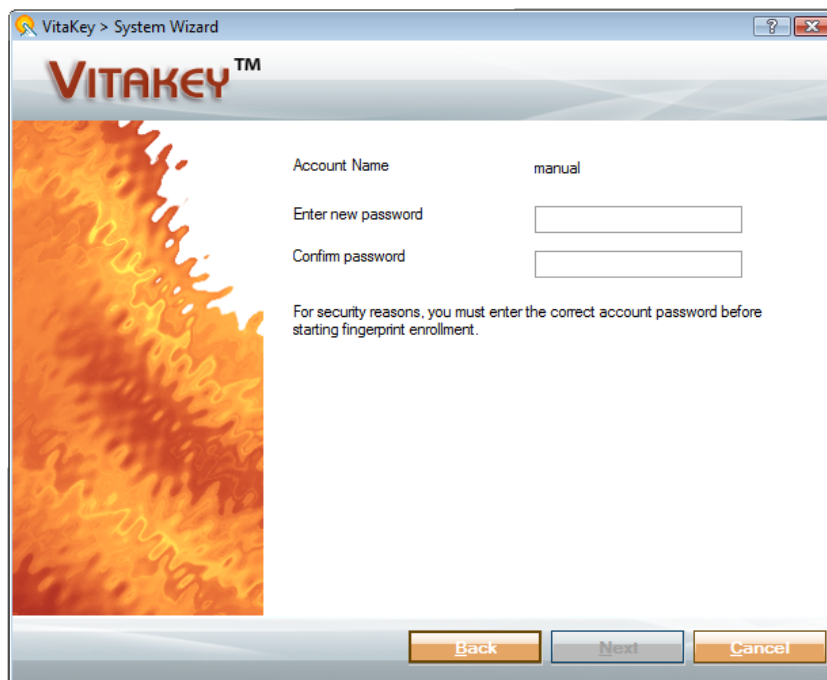 VitaKey > System Wizard
VITAKEY™
Account Name manual
Enter new password
Confirm password
For security reasons, you must enter the correct account password before
starting fingerprint enrollment.
Back Next Cancel